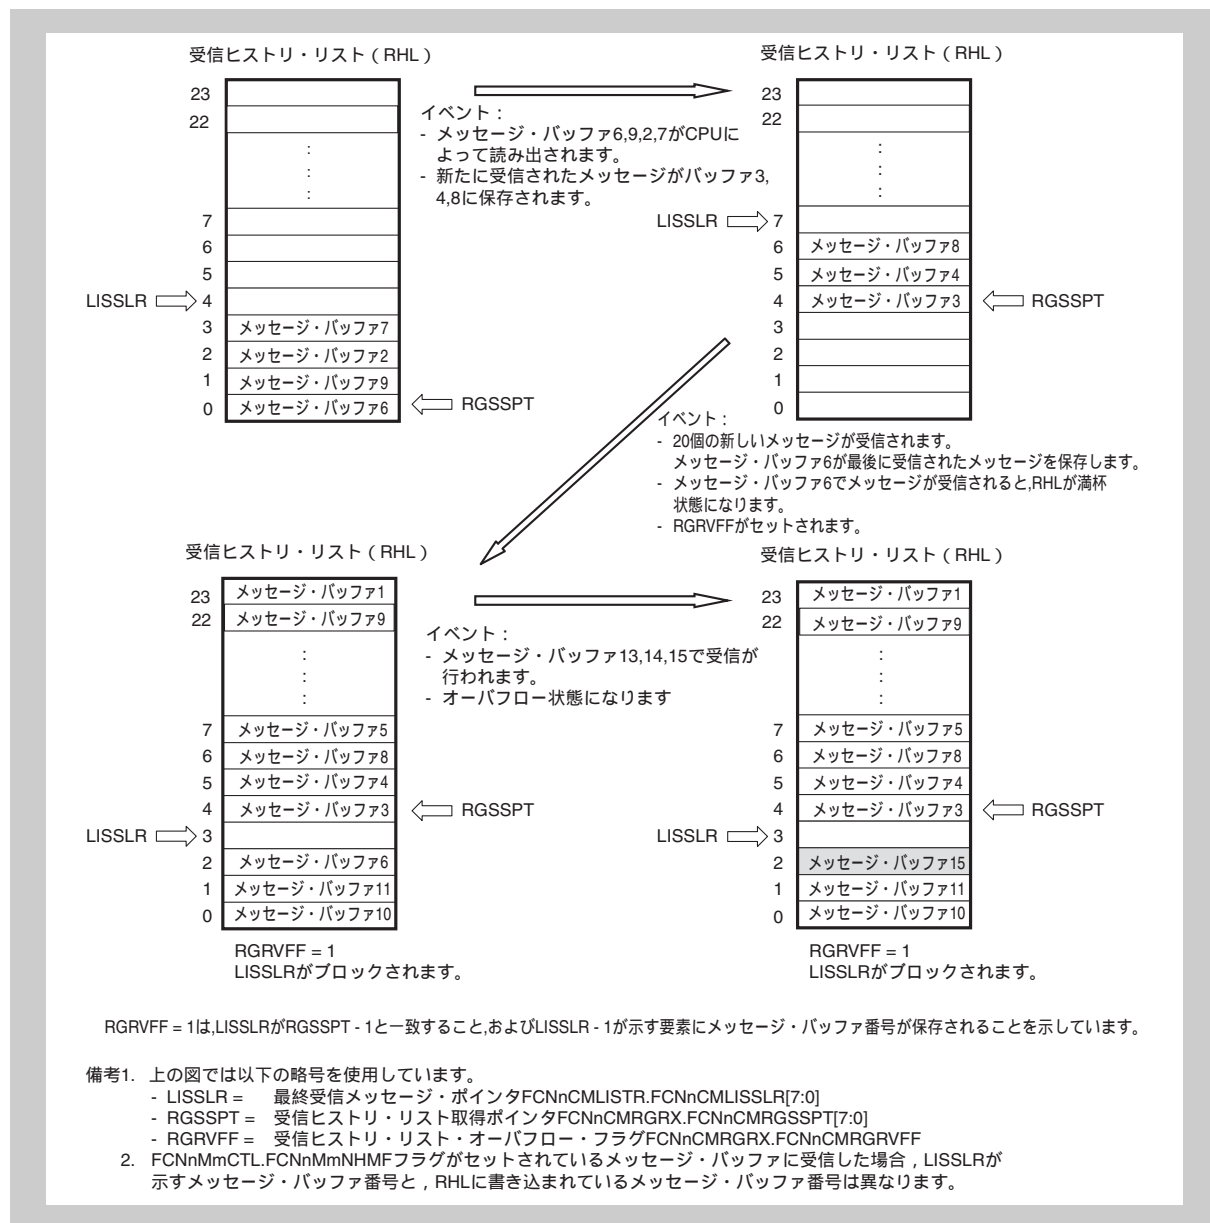 受信ヒストリ・リスト（RHL）
23
22
:
:
:
7
6
5
LISSLR 4
3 メッセージ・バッファ7
2 メッセージ・バッファ2
1 メッセージ・バッファ9
0 メッセージ・バッファ6 RGSSPT
イベント：
- メッセージ・バッファ6,9,2,7がCPUに
よって読み出されます。
- 新たに受信されたメッセージがバッファ3,
4,8に保存されます。
受信ヒストリ・リスト（RHL）
23
22
:
:
:
LISSLR 7
6 メッセージ・バッファ8
5 メッセージ・バッファ4
4 メッセージ・バッファ3 RGSSPT
3
2
1
0
イベント：
- 20個の新しいメッセージが受信されます。
メッセージ・バッファ6が最後に受信されたメッセージを保存します。
- メッセージ・バッファ6でメッセージが受信されると,RHLが満杯
状態になります。
- RGRVFFがセットされます。
受信ヒストリ・リスト（RHL）
23 メッセージ・バッファ1
22 メッセージ・バッファ9
:
:
:
7 メッセージ・バッファ5
6 メッセージ・バッファ8
5 メッセージ・バッファ4
4 メッセージ・バッファ3 RGSSPT
LISSLR 3
2 メッセージ・バッファ6
1 メッセージ・バッファ11
0 メッセージ・バッファ10
RGRVFF = 1
LISSLRがブロックされます。
イベント：
- メッセージ・バッファ13,14,15で受信が
行われます。
- オーバフロー状態になります
受信ヒストリ・リスト（RHL）
23 メッセージ・バッファ1
22 メッセージ・バッファ9
:
:
:
7 メッセージ・バッファ5
6 メッセージ・バッファ8
5 メッセージ・バッファ4
4 メッセージ・バッファ3 RGSSPT
LISSLR 3
2 メッセージ・バッファ15
1 メッセージ・バッファ11
0 メッセージ・バッファ10
RGRVFF = 1
LISSLRがブロックされます。
RGRVFF = 1は,LISSLRがRGSSPT - 1と一致すること,およびLISSLR - 1が示す要素にメッセージ・バッファ番号が保存されることを示しています。
備考1. 上の図では以下の略号を使用しています。
- LISSLR = 最終受信メッセージ・ポインタFCNnCMLISTR.FCNnCMLISSLR[7:0]
- RGSSPT = 受信ヒストリ・リスト取得ポインタFCNnCMRGRX.FCNnCMRGSSPT[7:0]
- RGRVFF = 受信ヒストリ・リスト・オーバフロー・フラグFCNnCMRGRX.FCNnCMRGRVFF
2. FCNnMmCTL.FCNnMmNHMFフラグがセットされているメッセージ・バッファに受信した場合，LISSLRが
示すメッセージ・バッファ番号と，RHLに書き込まれているメッセージ・バッファ番号は異なります。